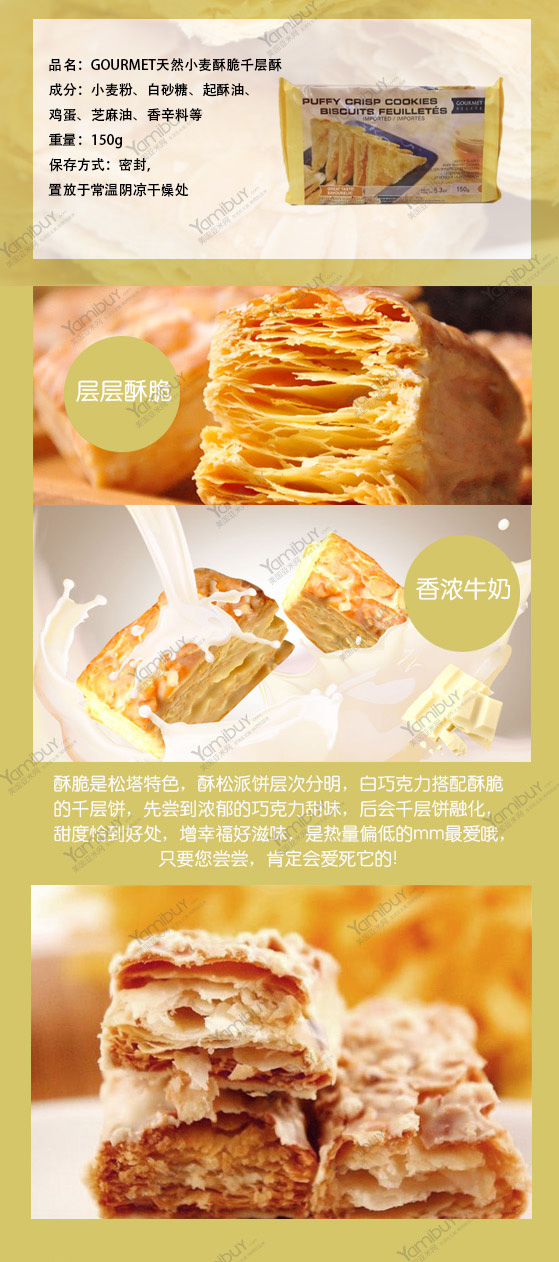 品名：GOURMET天然小麦酥脆千层酥
成分：小麦粉、白砂糖、起酥油、
鸡蛋、芝麻油、香辛料等
重量：150g
保存方式：密封,
置放于常温阴凉干燥处
PUFFY CRISP COOKIES
BISCUITS FEUILLETÉS
IMPORTED / IMPORTÉS
GOURMET
150g
层层酥脆
香浓牛奶
酥脆是松塔特色，酥松派饼层次分明，白巧克力搭配酥脆
的千层饼，先尝到浓郁的巧克力甜味，后会千层饼融化，
甜度恰到好处，增幸福好滋味，是热量偏低的mm最爱哦，
只要您尝尝，肯定会爱死它的!
Yamibuy